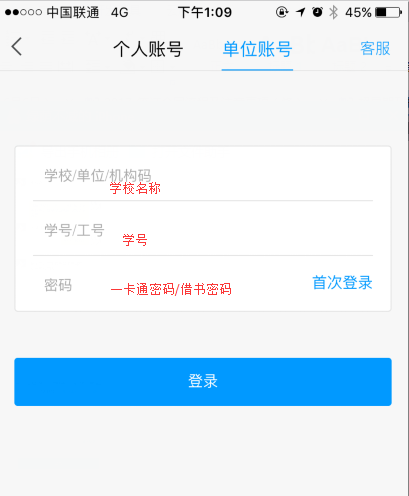 中国联通 4G 下午1:09 45%
个人账号 单位账号 客服
学校/单位/机构码
学校名称
学号/工号
学号
密码 一卡通密码/借书密码 首次登录
登录